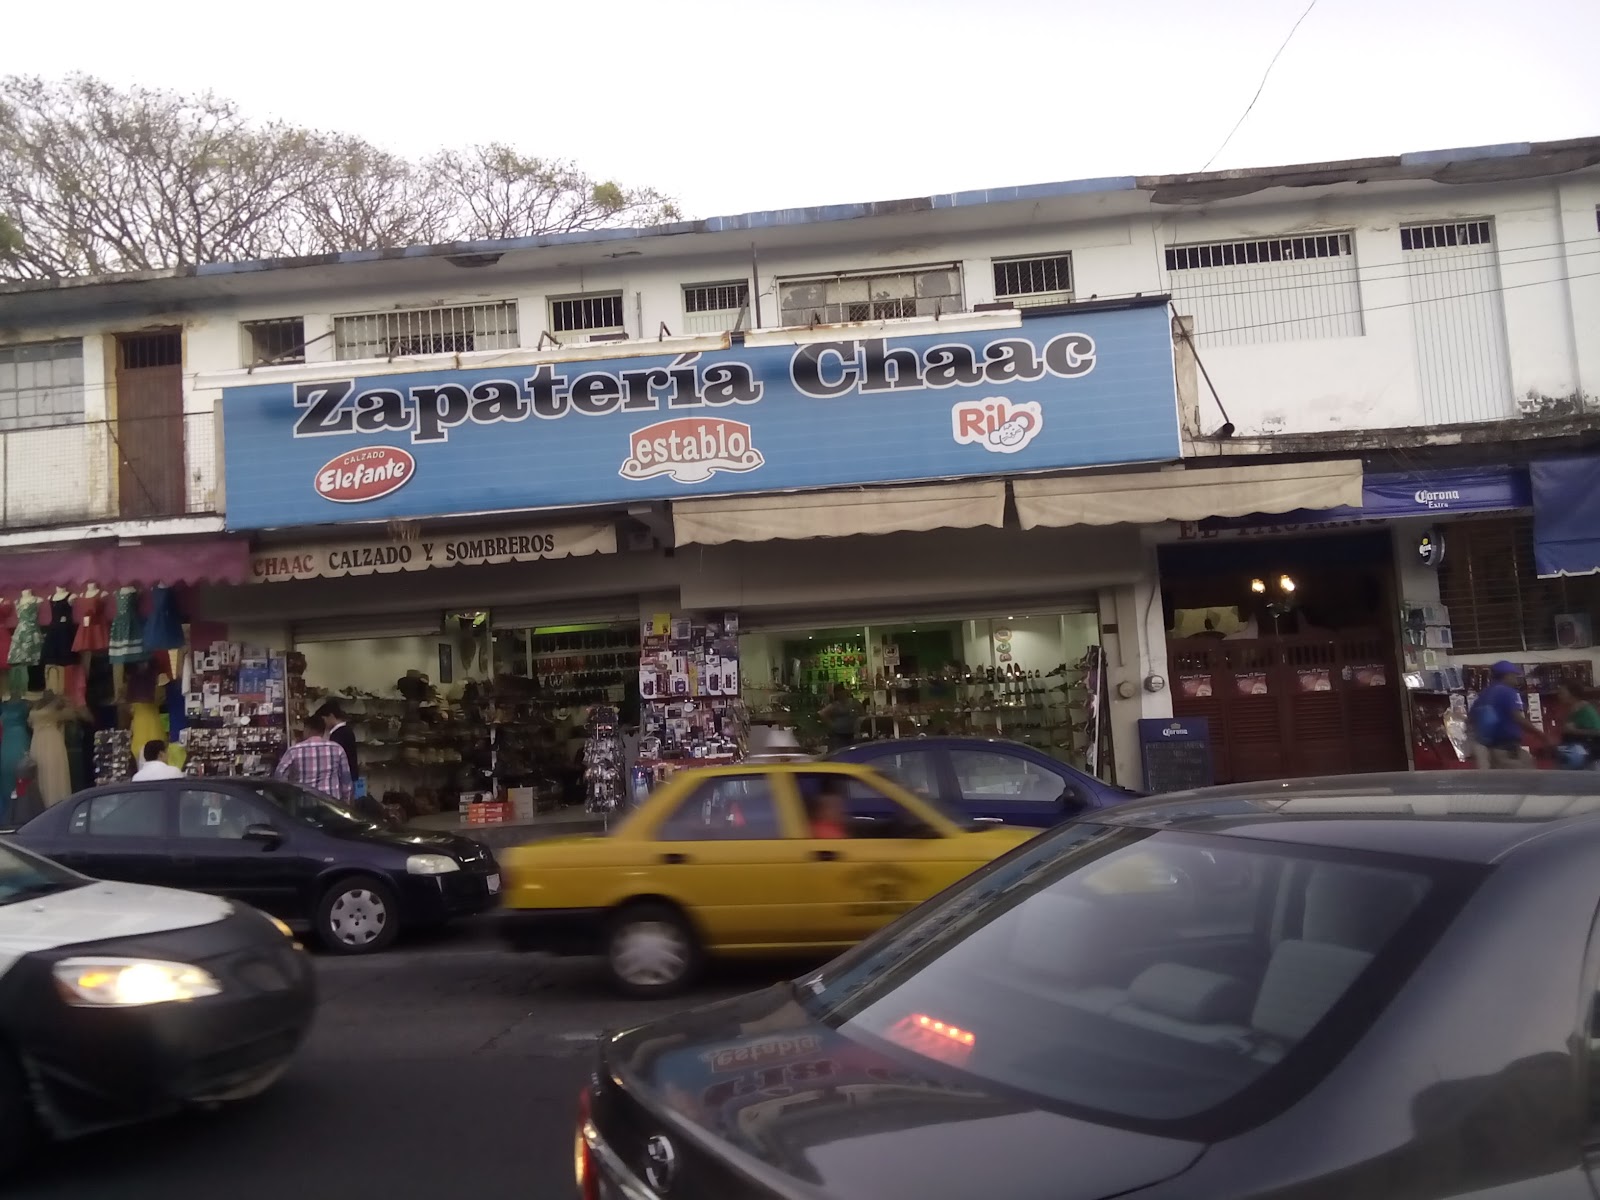 Zapatería Chaac
CALZADO
Elefante
establo
Rilo
CHAAC CALZADO Y SOMBREROS
Corona
Extra
Corona